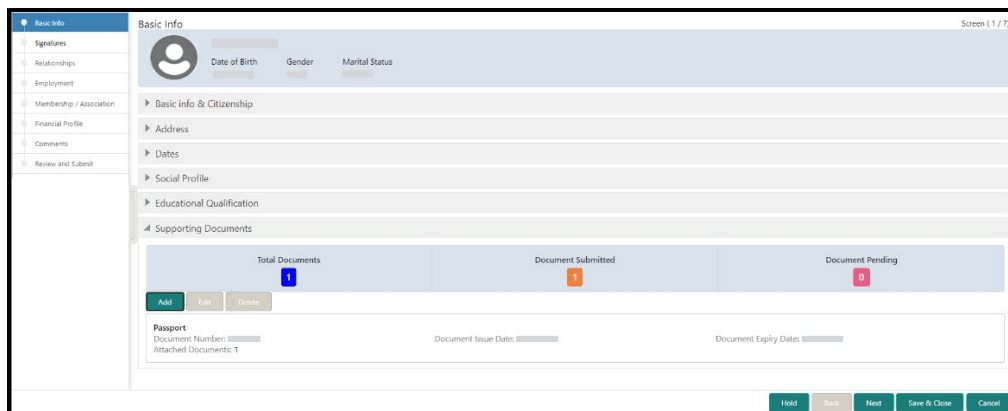 Basic Info
Signatures
Relationships
Employment
Membership / Association
Financial Profile
Comments
Review and Submit
Basic Info
Screen ( 1 / 7)
Date of Birth Gender Marital Status
Basic info & Citizenship
Address
Dates
Social Profile
Educational Qualification
Supporting Documents
Total Documents Document Submitted Document Pending
1 1 0
Add Edit Delete
Passport
Document Number: Document Issue Date: Document Expiry Date:
Attached Documents: 1
Hold Back Next Save & Close Cancel